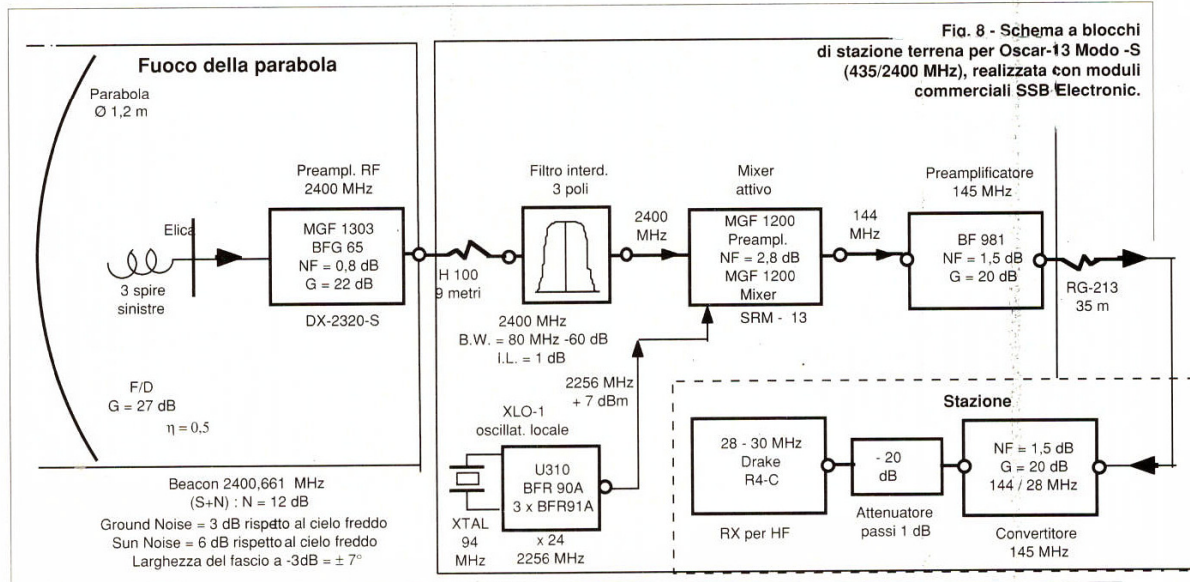 Fig. 8 - Schema a blocchi
di stazione terrena per Oscar-13 Modo -S
(435/2400 MHz), realizzata con moduli
commerciali SSB Electronic.
Fuoco della parabola
Parabola
Ø 1,2 m
Elica
3 spire
sinistre
F/D
G = 27 dB
η = 0,5
Preampl. RF
2400 MHz
MGF 1303
BFG 65
NF = 0,8 dB
G = 22 dB
DX-2320-S
H 100
9 metri
Filtro interd.
3 poli
2400 MHz
B.W. = 80 MHz -60 dB
I.L. = 1 dB
2400
MHz
Mixer
attivo
MGF 1200
Preampl.
NF = 2,8 dB
MGF 1200
Mixer
SRM - 13
144
MHz
Preamplificatore
145 MHz
BF 981
NF = 1,5 dB
G = 20 dB
RG-213
35 m
2256 MHz
+ 7 dBm
XLO-1
oscillat. locale
U310
BFR 90A
3 x BFR91A
x 24
2256 MHz
XTAL
94
MHz
Stazione
28 - 30 MHz
Drake
R4-C
RX per HF
- 20
dB
Attenuatore
passi 1 dB
NF = 1,5 dB
G = 20 dB
144 / 28 MHz
Convertitore
145 MHz
Beacon 2400,661 MHz
(S+N) : N = 12 dB
Ground Noise = 3 dB rispetto al cielo freddo
Sun Noise = 6 dB rispetto al cielo freddo
Larghezza del fascio a -3dB = ± 7°